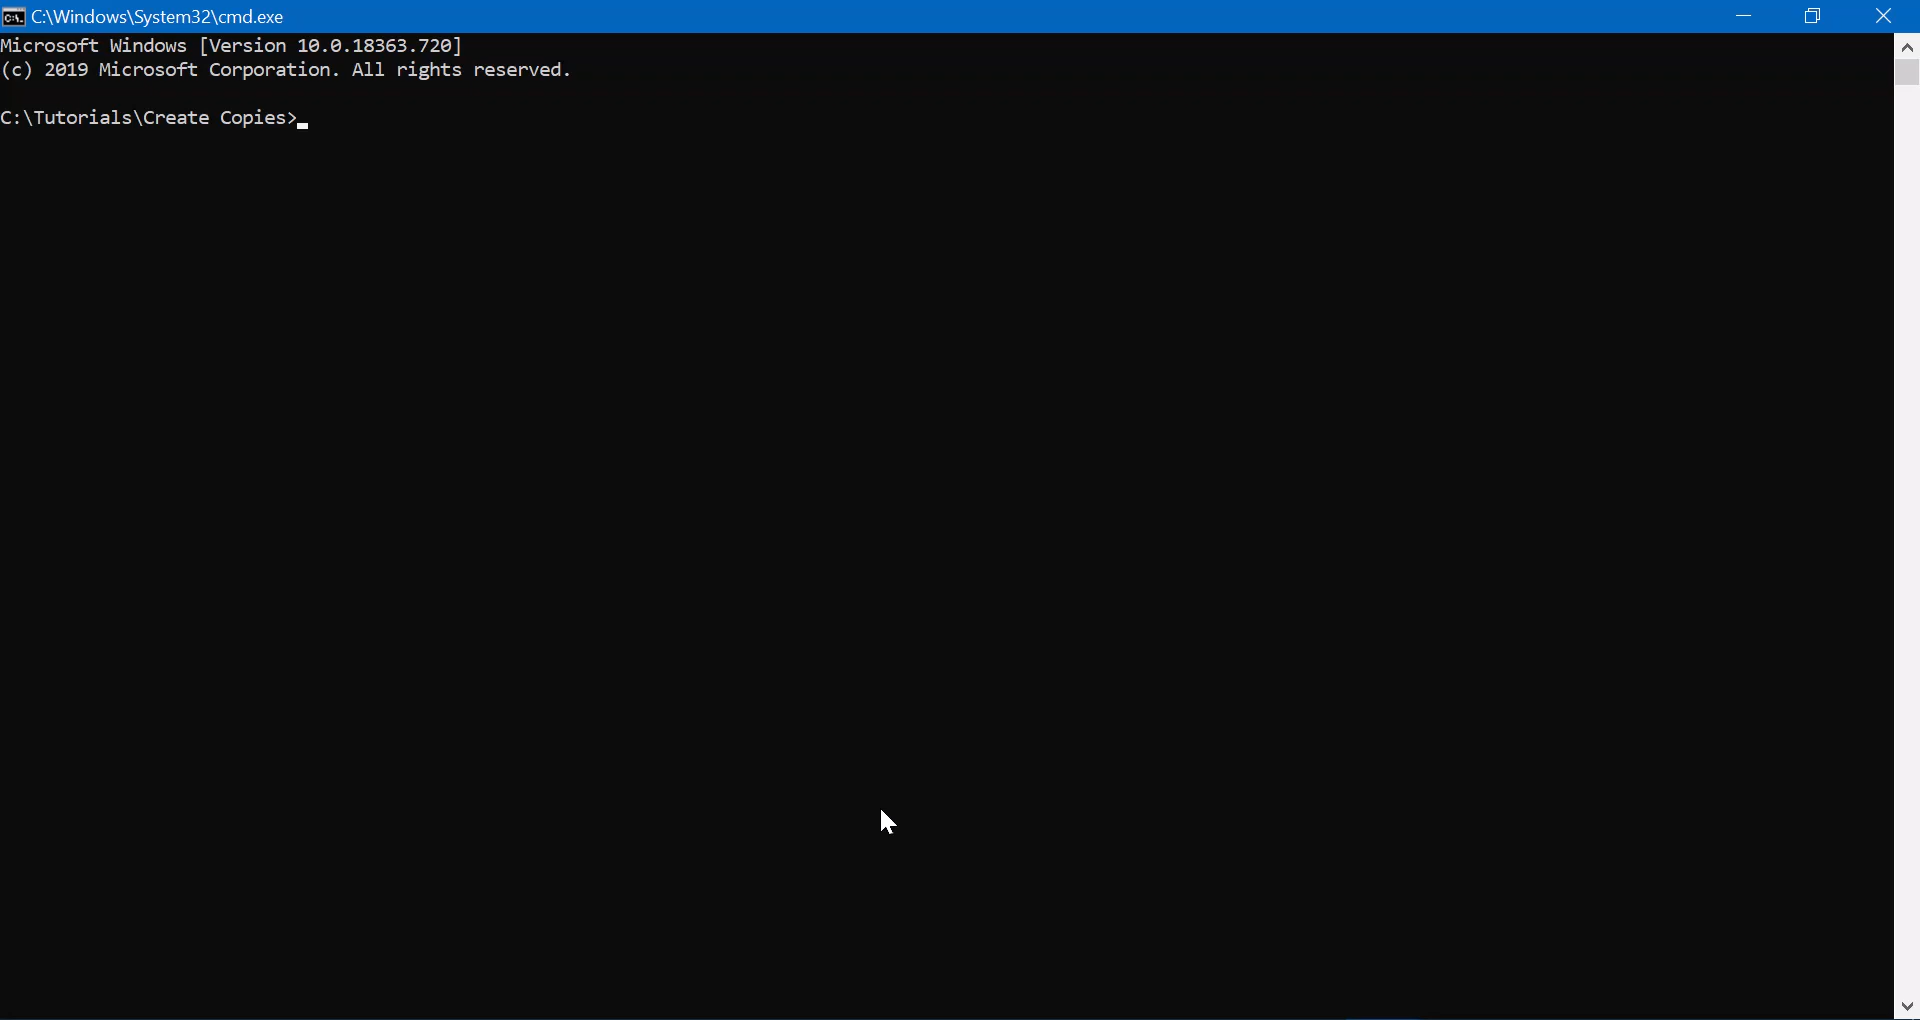 C:\Windows\System32\cmd.exe
Microsoft Windows [Version 10.0.18363.720]
(c) 2019 Microsoft Corporation. All rights reserved.
C:\Tutorials\Create Copies>